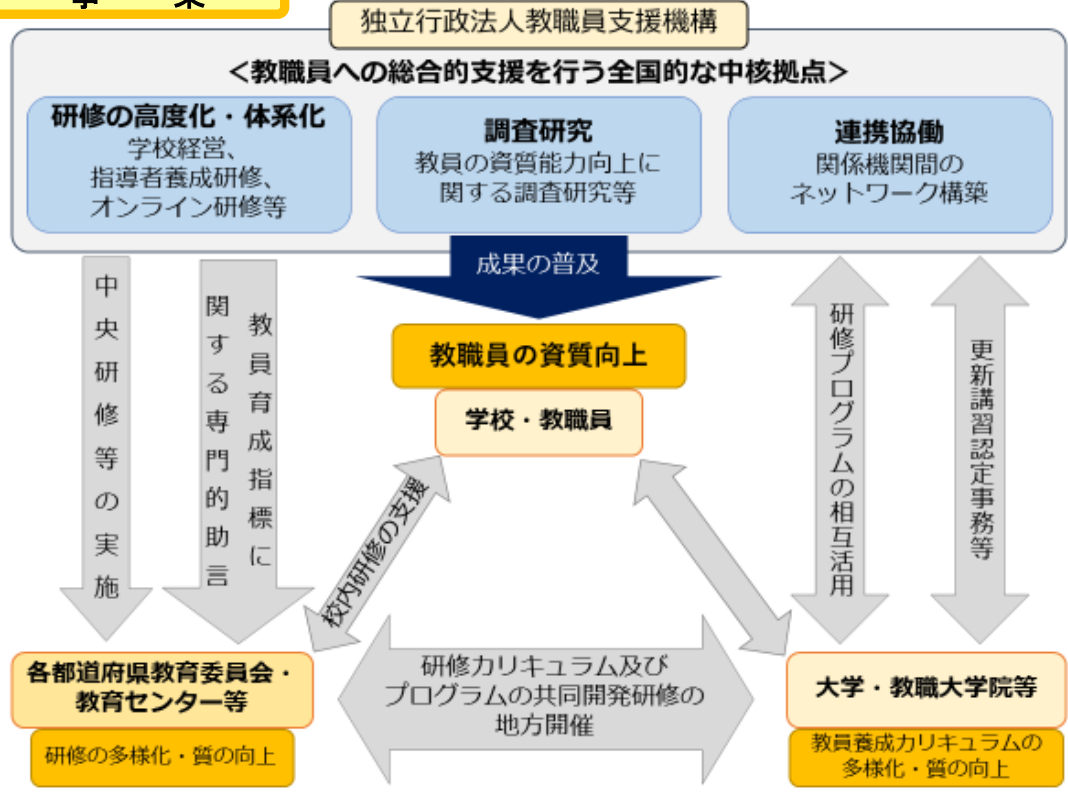 事　業
独立行政法人教職員支援機構
＜教職員への総合的支援を行う全国的な中核拠点＞
研修の高度化・体系化
学校経営、
指導者養成研修、
オンライン研修等
調査研究
教員の資質能力向上に
関する調査研究等
連携協働
関係機関間の
ネットワーク構築
成果の普及
中央研修等の実施
教員育成指標に
関する専門的助言
教職員の資質向上
学校・教職員
研修プログラムの相互活用
更新講習認定事務等
校内研修の支援
各都道府県教育委員会・
教育センター等
研修の多様化・質の向上
研修カリキュラム及び
プログラムの共同開発研修の
地方開催
大学・教職大学院等
教員養成カリキュラムの
多様化・質の向上